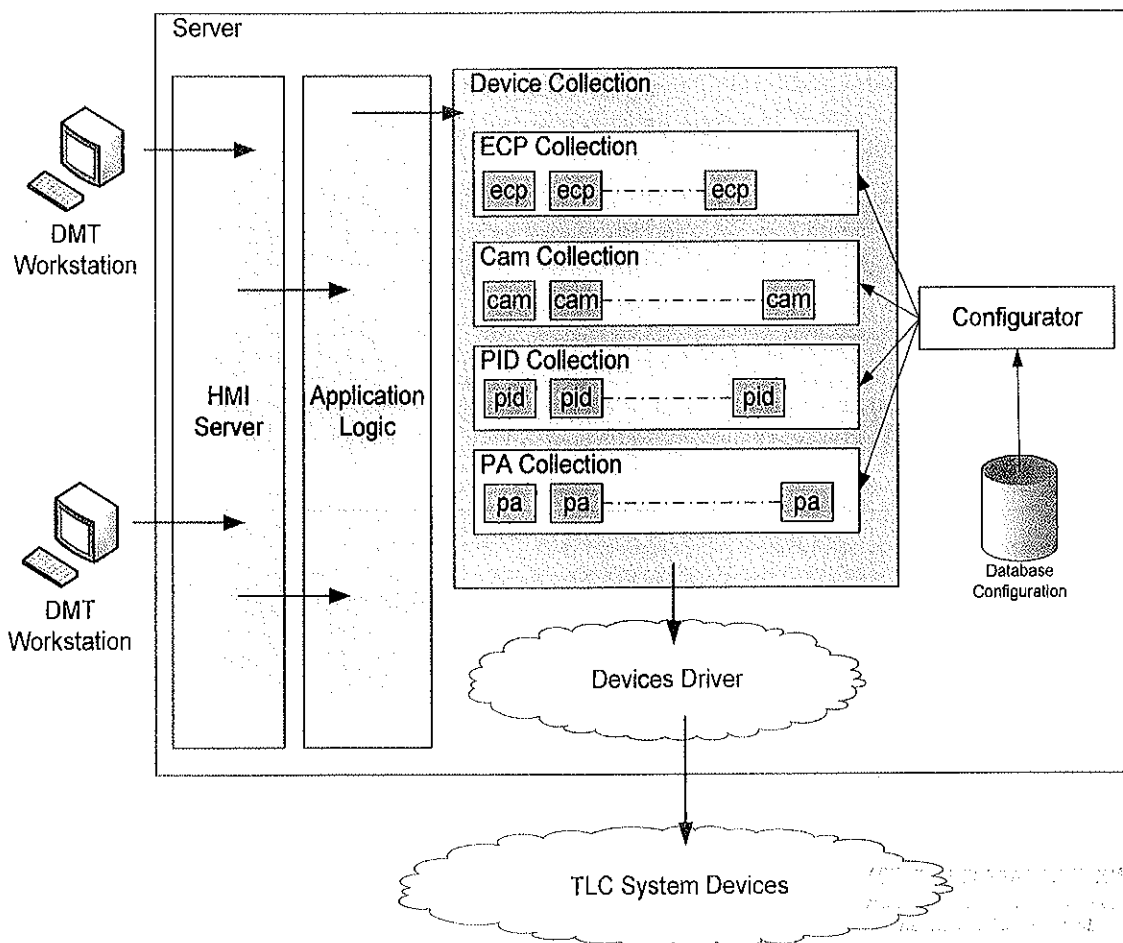 Server
Device Collection
ECP Collection
ecp ecp ecp
DMT
Workstation
Cam Collection
cam cam cam
Configurator
PID Collection
pid pid pid
HMI
Server
Application
Logic
PA Collection
pa pa pa
DMT
Workstation
Database
Configuration
Devices Driver
TLC System Devices